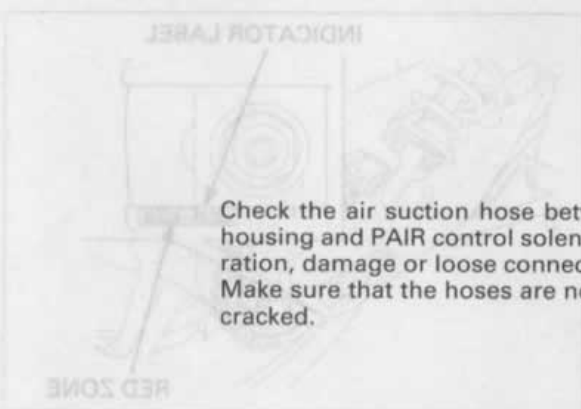 INDICATOR LABEL
Check the air suction hose bet
housing and PAIR control solen
ration, damage or loose connec
Make sure that the hoses are n
cracked.
RED ZONE